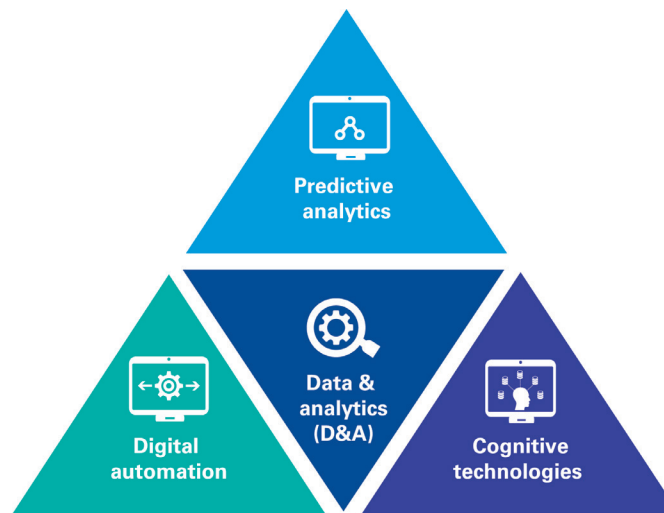 Predictive
analytics
Data &
analytics
(D&A)
Digital
automation
Cognitive
technologies